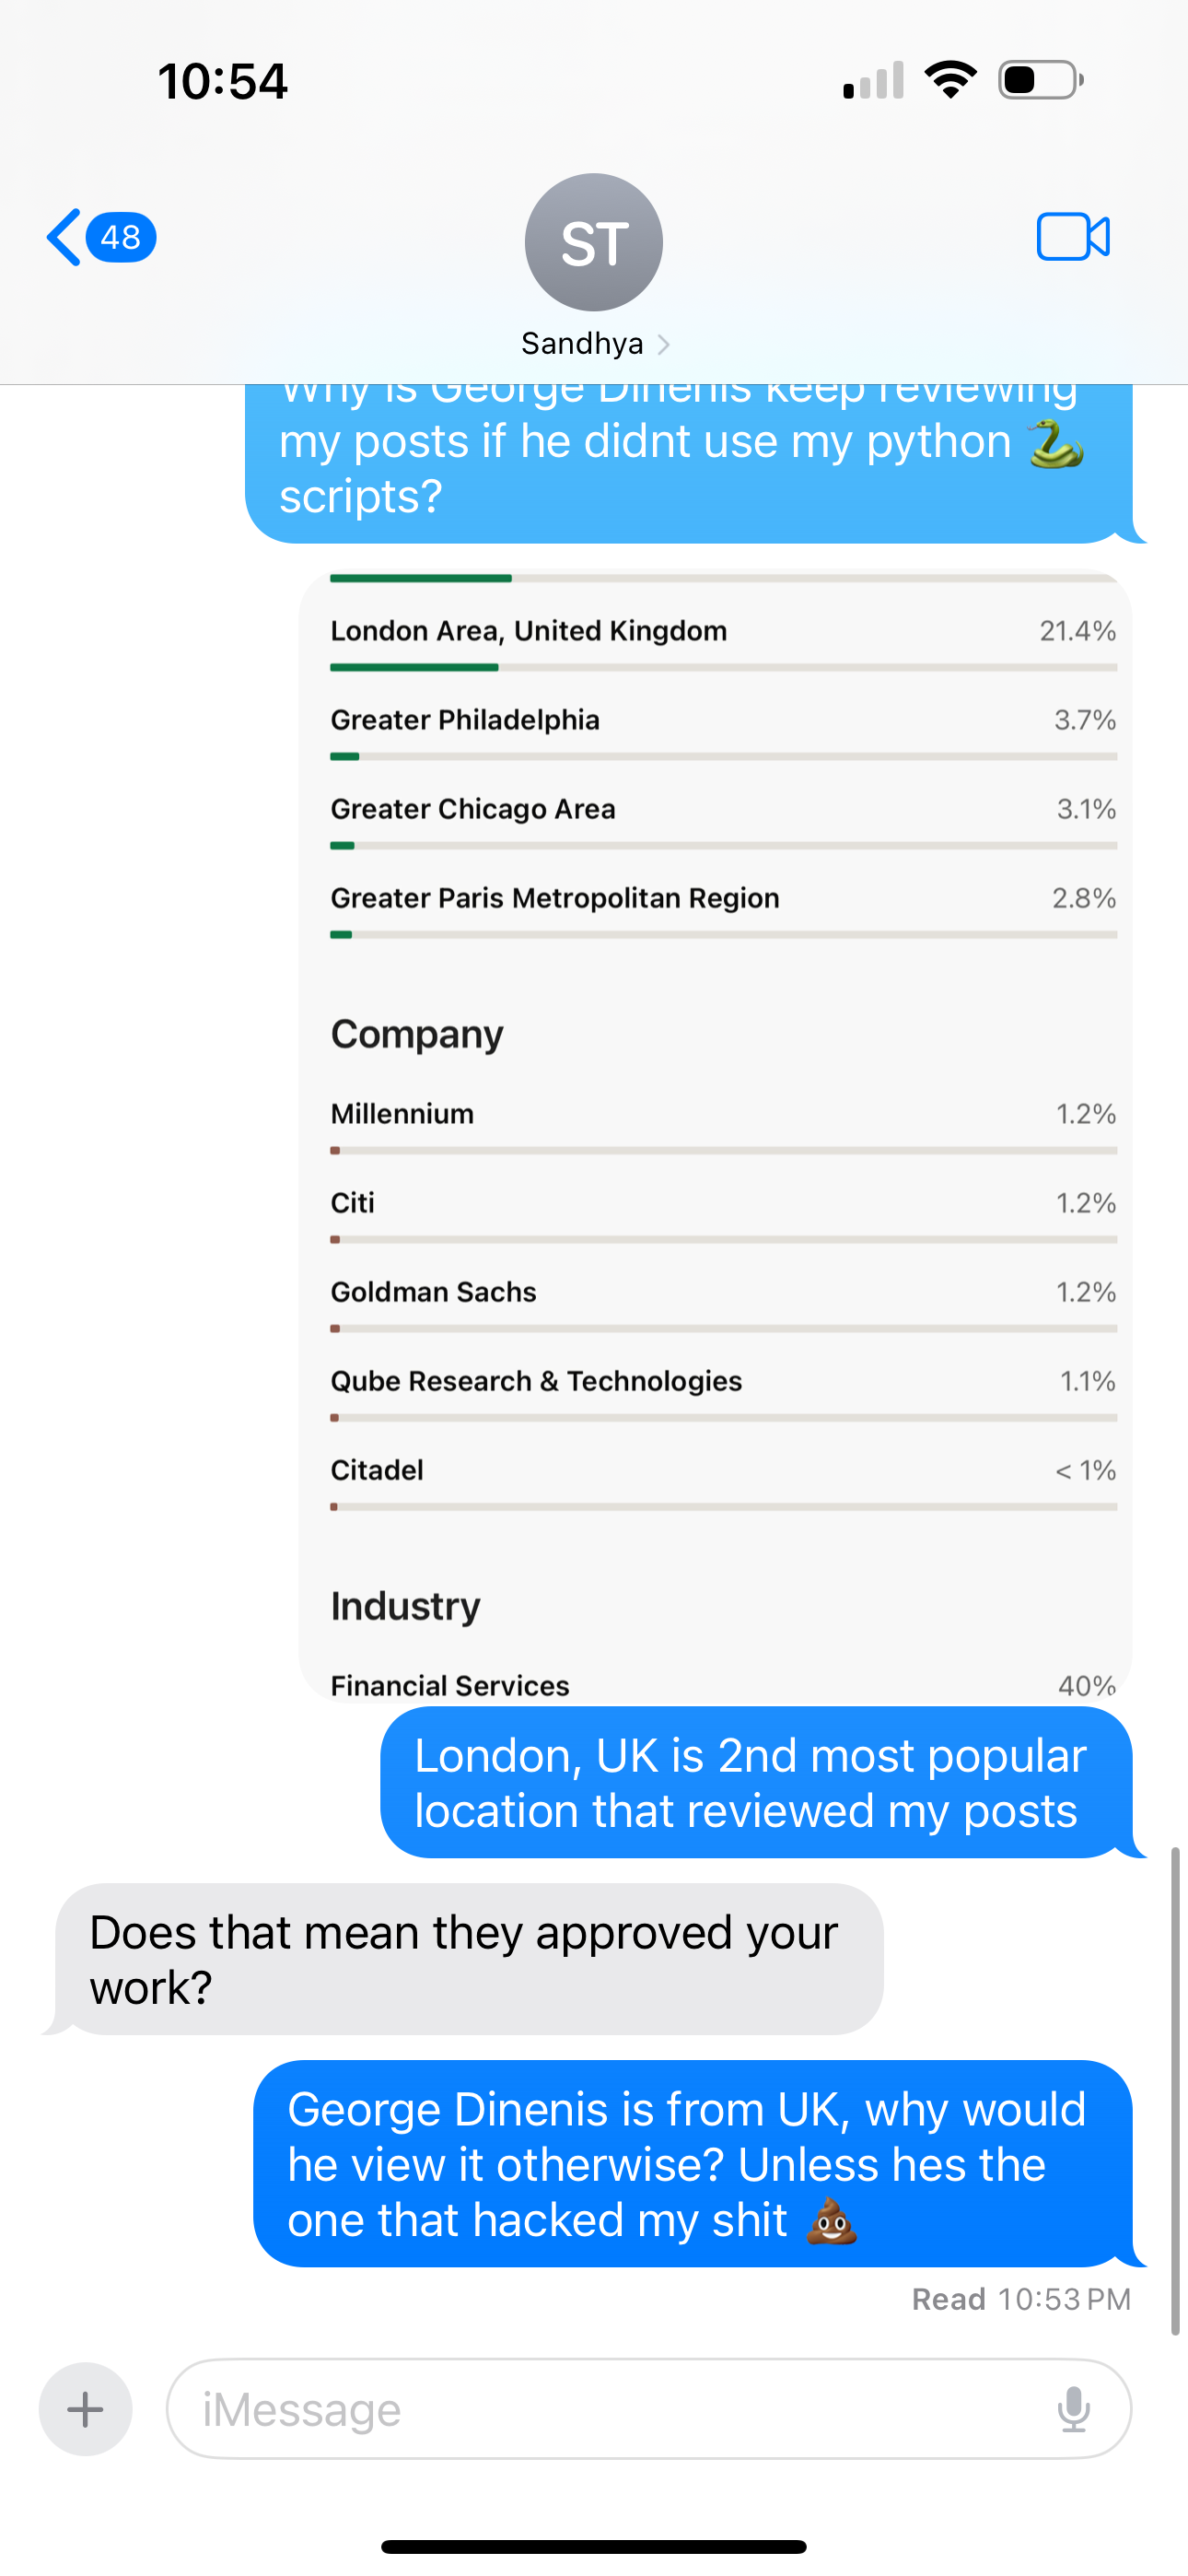 10:54
48
ST
Sandhya
Why is George Dinenis keep reviewing
my posts if he didnt use my python 🐍
scripts?
London Area, United Kingdom 21.4%
Greater Philadelphia 3.7%
Greater Chicago Area 3.1%
Greater Paris Metropolitan Region 2.8%
Company
Millennium 1.2%
Citi 1.2%
Goldman Sachs 1.2%
Qube Research & Technologies 1.1%
Citadel < 1%
Industry
Financial Services 40%
London, UK is 2nd most popular
location that reviewed my posts
Does that mean they approved your
work?
George Dinenis is from UK, why would
he view it otherwise? Unless hes the
one that hacked my shit 💩
Read 10:53 PM
iMessage